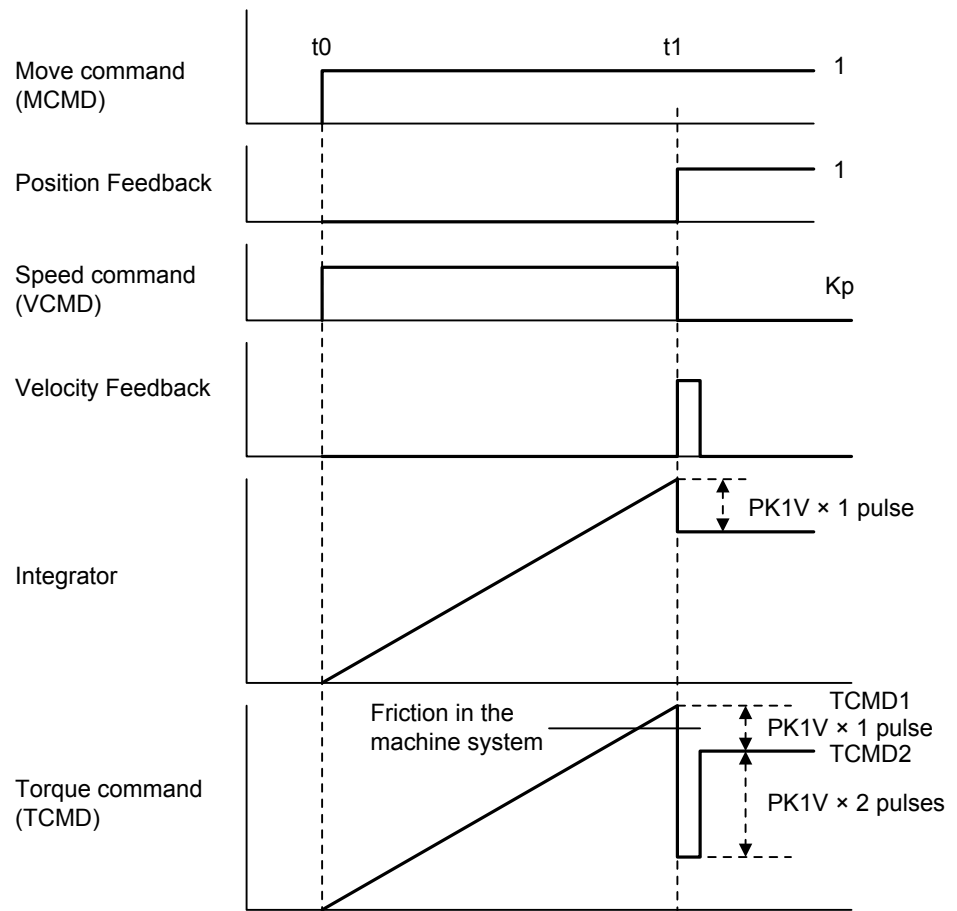 t0
t1
Move command
(MCMD)
1
Position Feedback
1
Speed command
(VCMD)
Kp
Velocity Feedback
PK1V × 1 pulse
Integrator
TCMD1
Friction in the
machine system
PK1V × 1 pulse
TCMD2
Torque command
(TCMD)
PK1V × 2 pulses